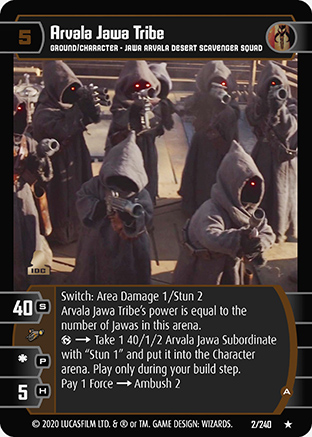 5
Arvala Jawa Tribe
GROUND/CHARACTER - JAWA ARVALA DESERT SCAVENGER SQUAD
40 S
* P
5 H
Switch: Area Damage 1/Stun 2
Arvala Jawa Tribe's power is equal to the
number of Jawas in this arena.
→ Take 1 40/1/2 Arvala Jawa Subordinate
with "Stun 1" and put it into the Character
arena. Play only during your build step.
Pay 1 Force → Ambush 2
A
© 2020 LUCASFILM LTD. & ® or TM. GAME DESIGN: WIZARDS.
2/240 ★